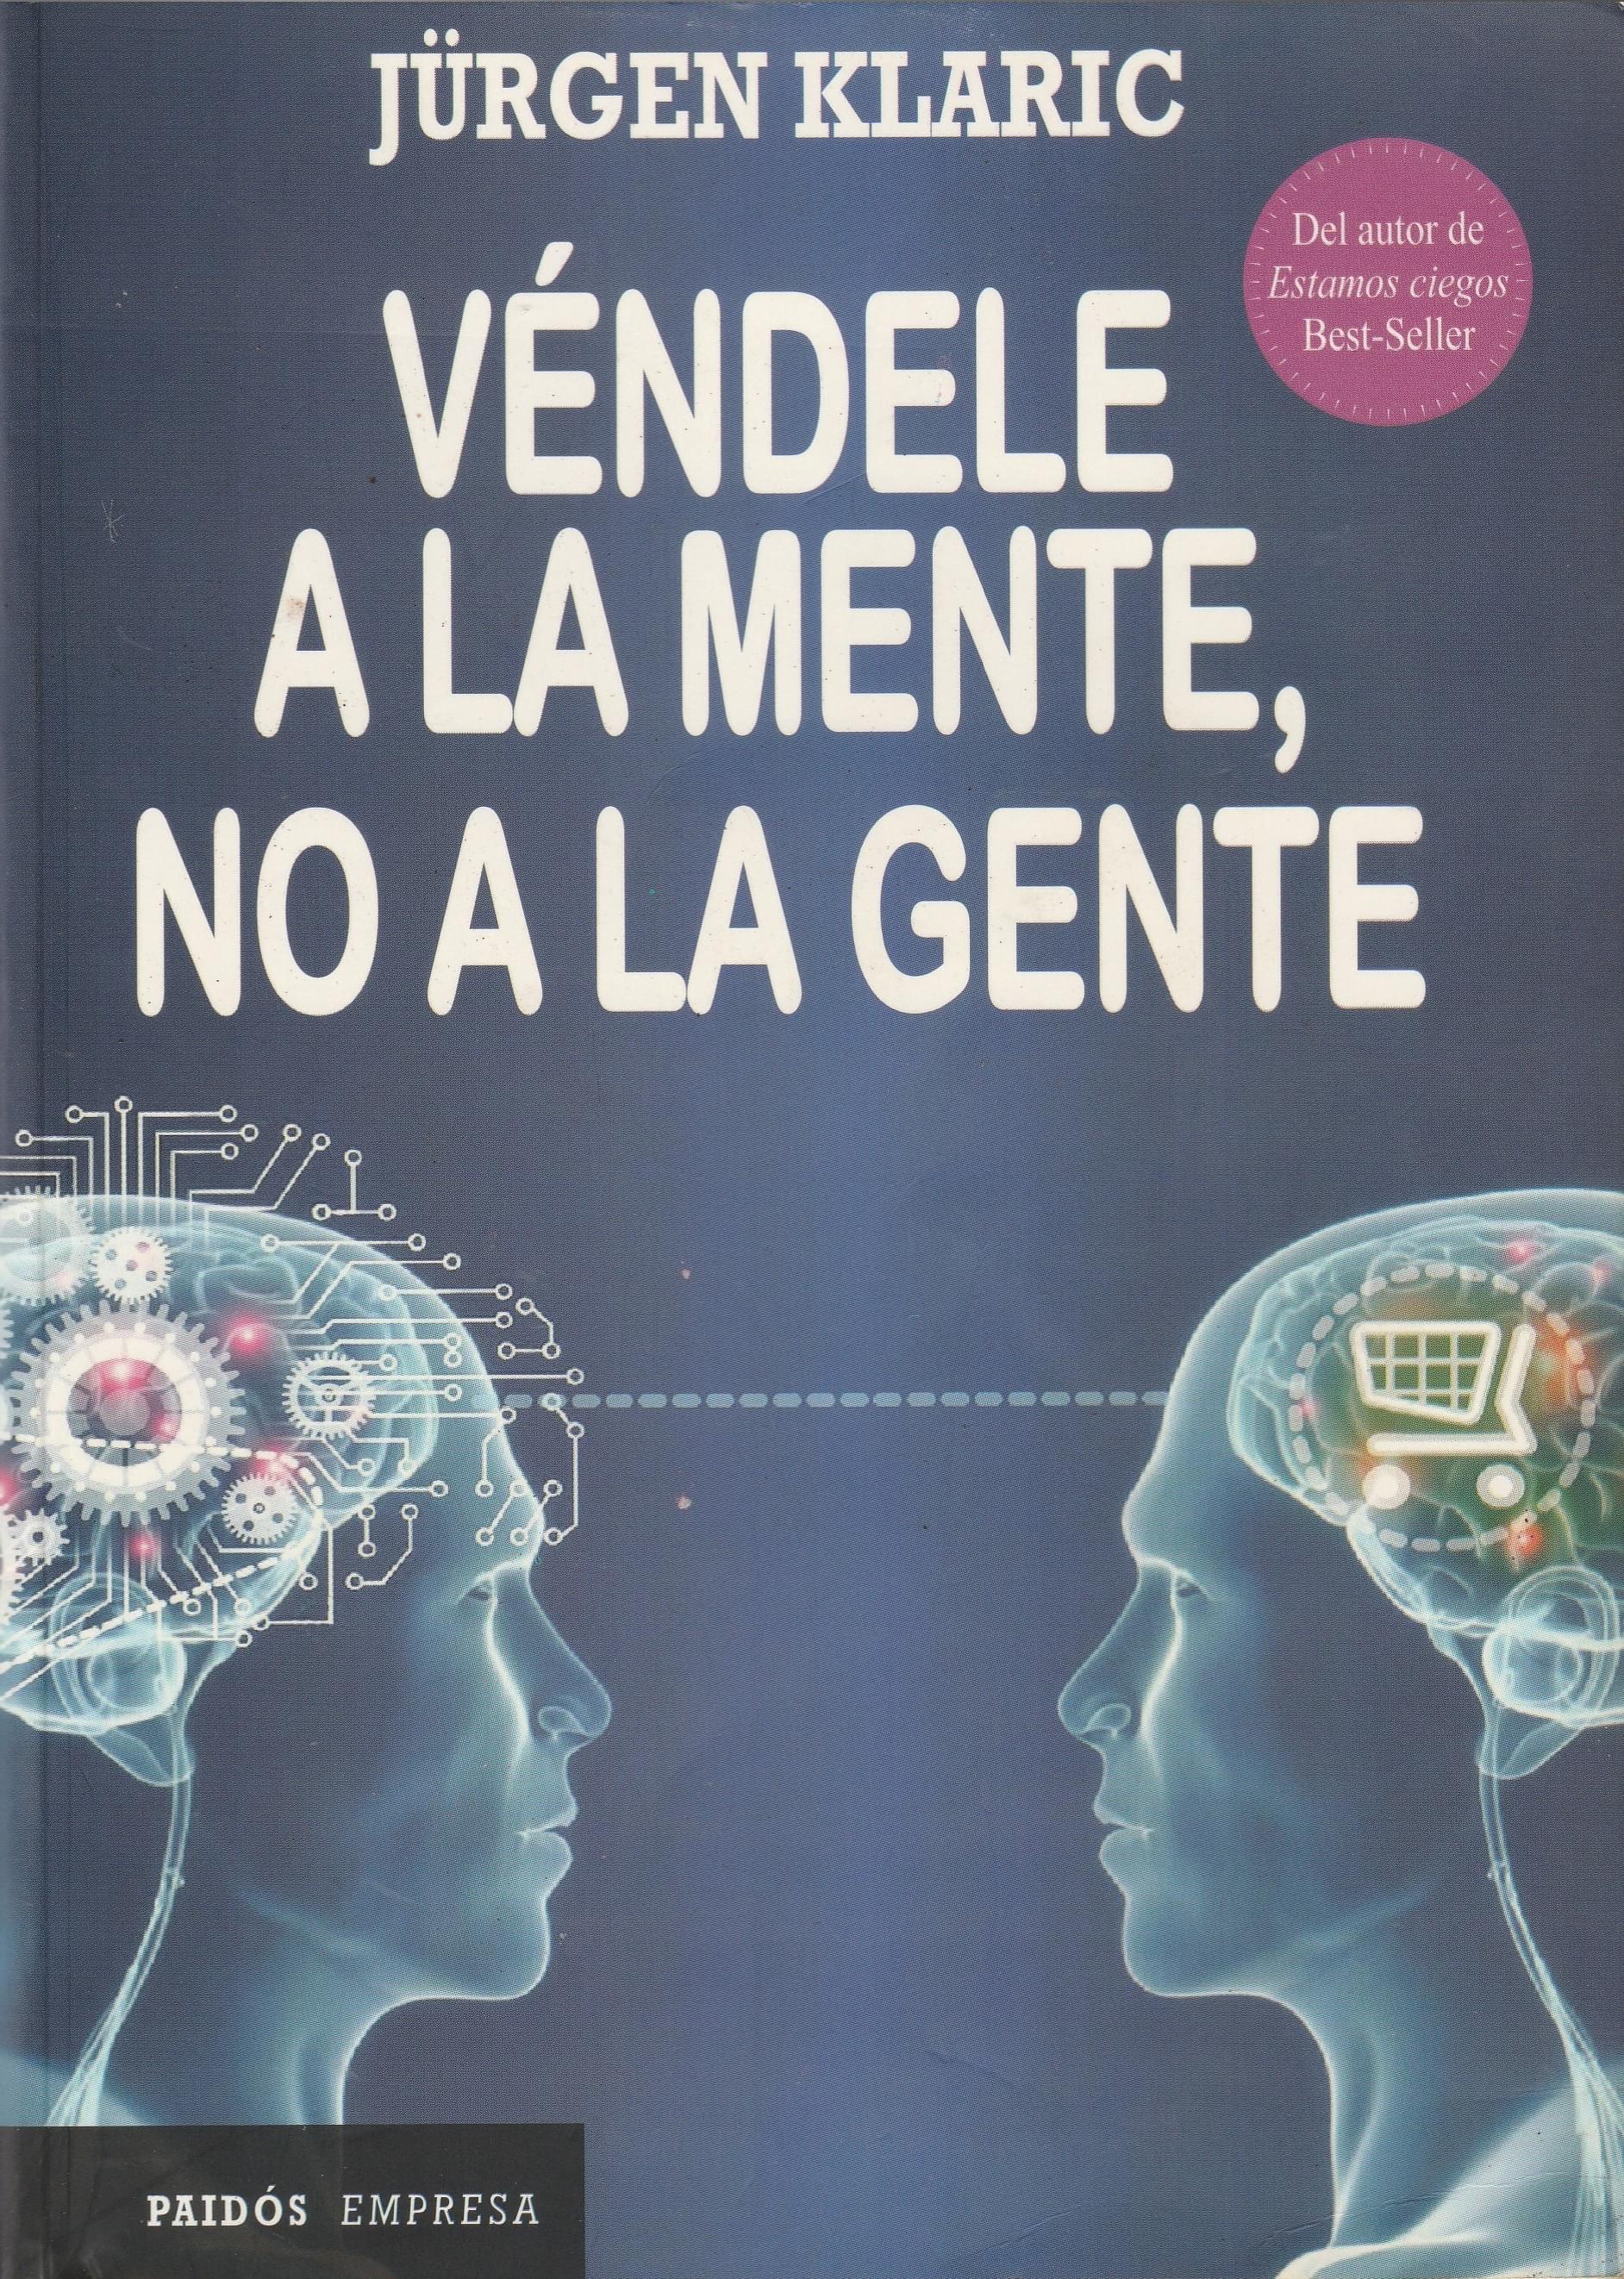 JÜRGEN KLARIC
Del autor de
Estamos ciegos
Best-Seller
VÉNDELE
A LA MENTE,
NO A LA GENTE
PAIDÓS EMPRESA